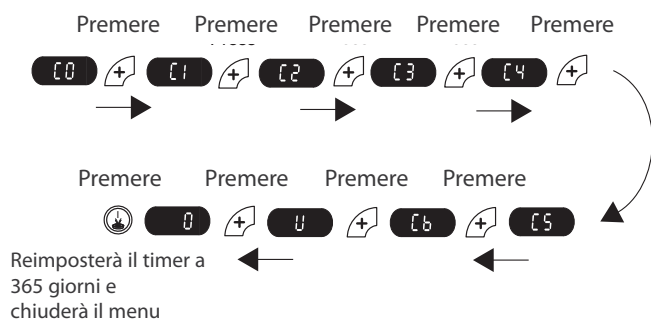 Premere Premere Premere Premere Premere
C0 + C1 + C2 + C3 + C4 +
Premere Premere Premere Premere
0 + U + C6 + C5
Reimposterà il timer a
365 giorni e
chiuderà il menu